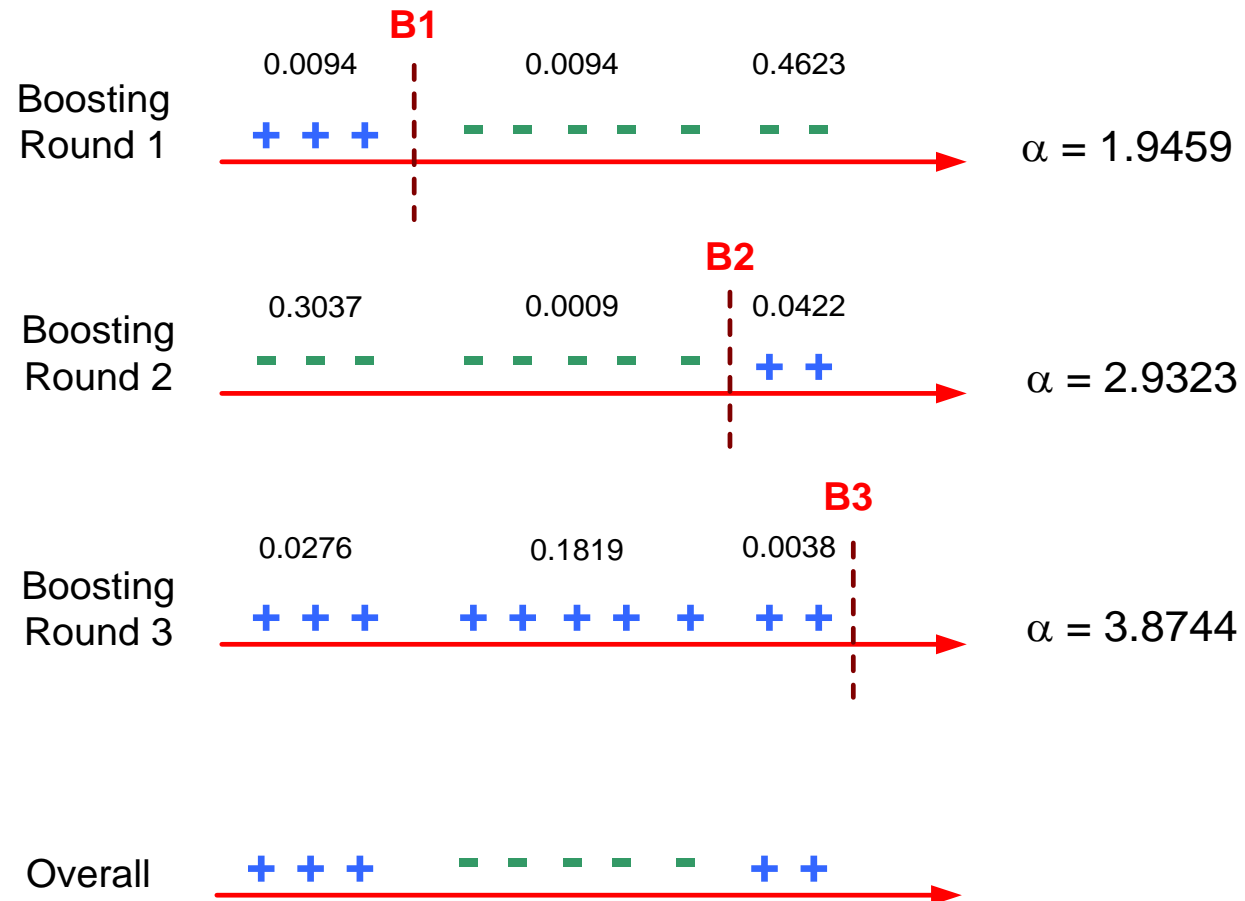 B1
0.0094 0.0094 0.4623
Boosting
Round 1
+ + + - - - - - - -
α = 1.9459
B2
0.3037 0.0009 0.0422
Boosting
Round 2
- - - - - - - - + +
α = 2.9323
B3
0.0276 0.1819 0.0038
Boosting
Round 3
+ + + + + + + + + +
α = 3.8744
Overall
+ + + - - - - - + +